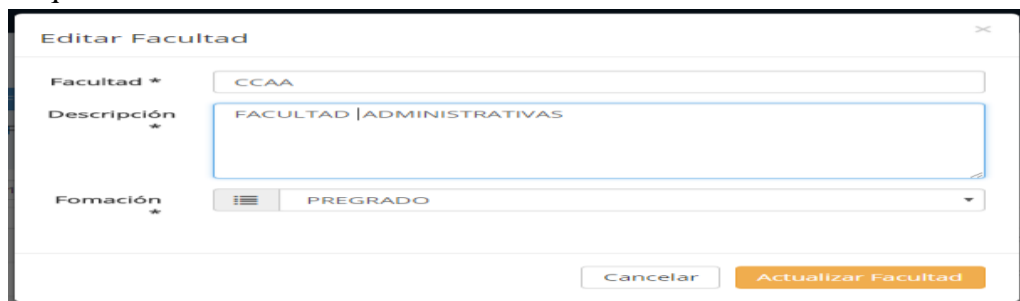 Editar Facultad ×
Facultad * CCAA
Descripción * FACULTAD ADMINISTRATIVAS
Fomación * PREGRADO
Cancelar Actualizar Facultad